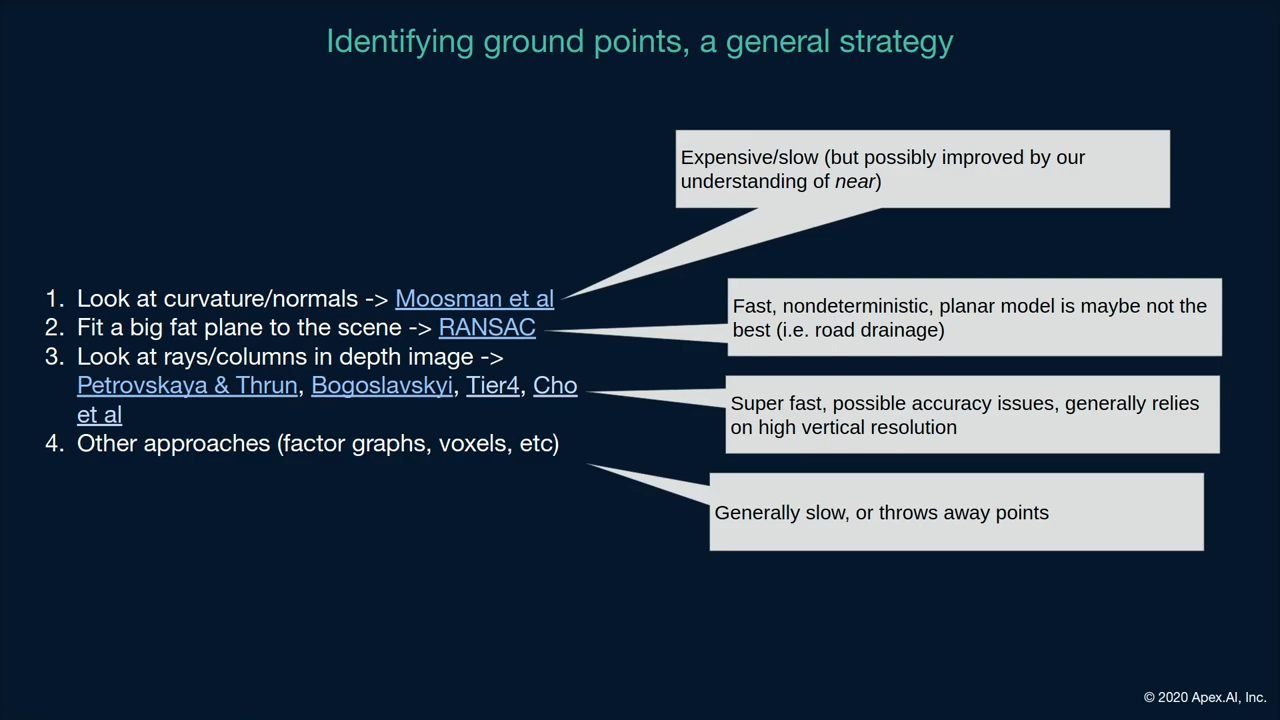 Identifying ground points, a general strategy
Expensive/slow (but possibly improved by our
understanding of near)
1. Look at curvature/normals -> Moosman et al
2. Fit a big fat plane to the scene -> RANSAC
3. Look at rays/columns in depth image ->
Petrovskaya & Thrun, Bogoslavskyi, Tier4, Cho
et al
4. Other approaches (factor graphs, voxels, etc)
Fast, nondeterministic, planar model is maybe not the
best (i.e. road drainage)
Super fast, possible accuracy issues, generally relies
on high vertical resolution
Generally slow, or throws away points
© 2020 Apex.AI, Inc.